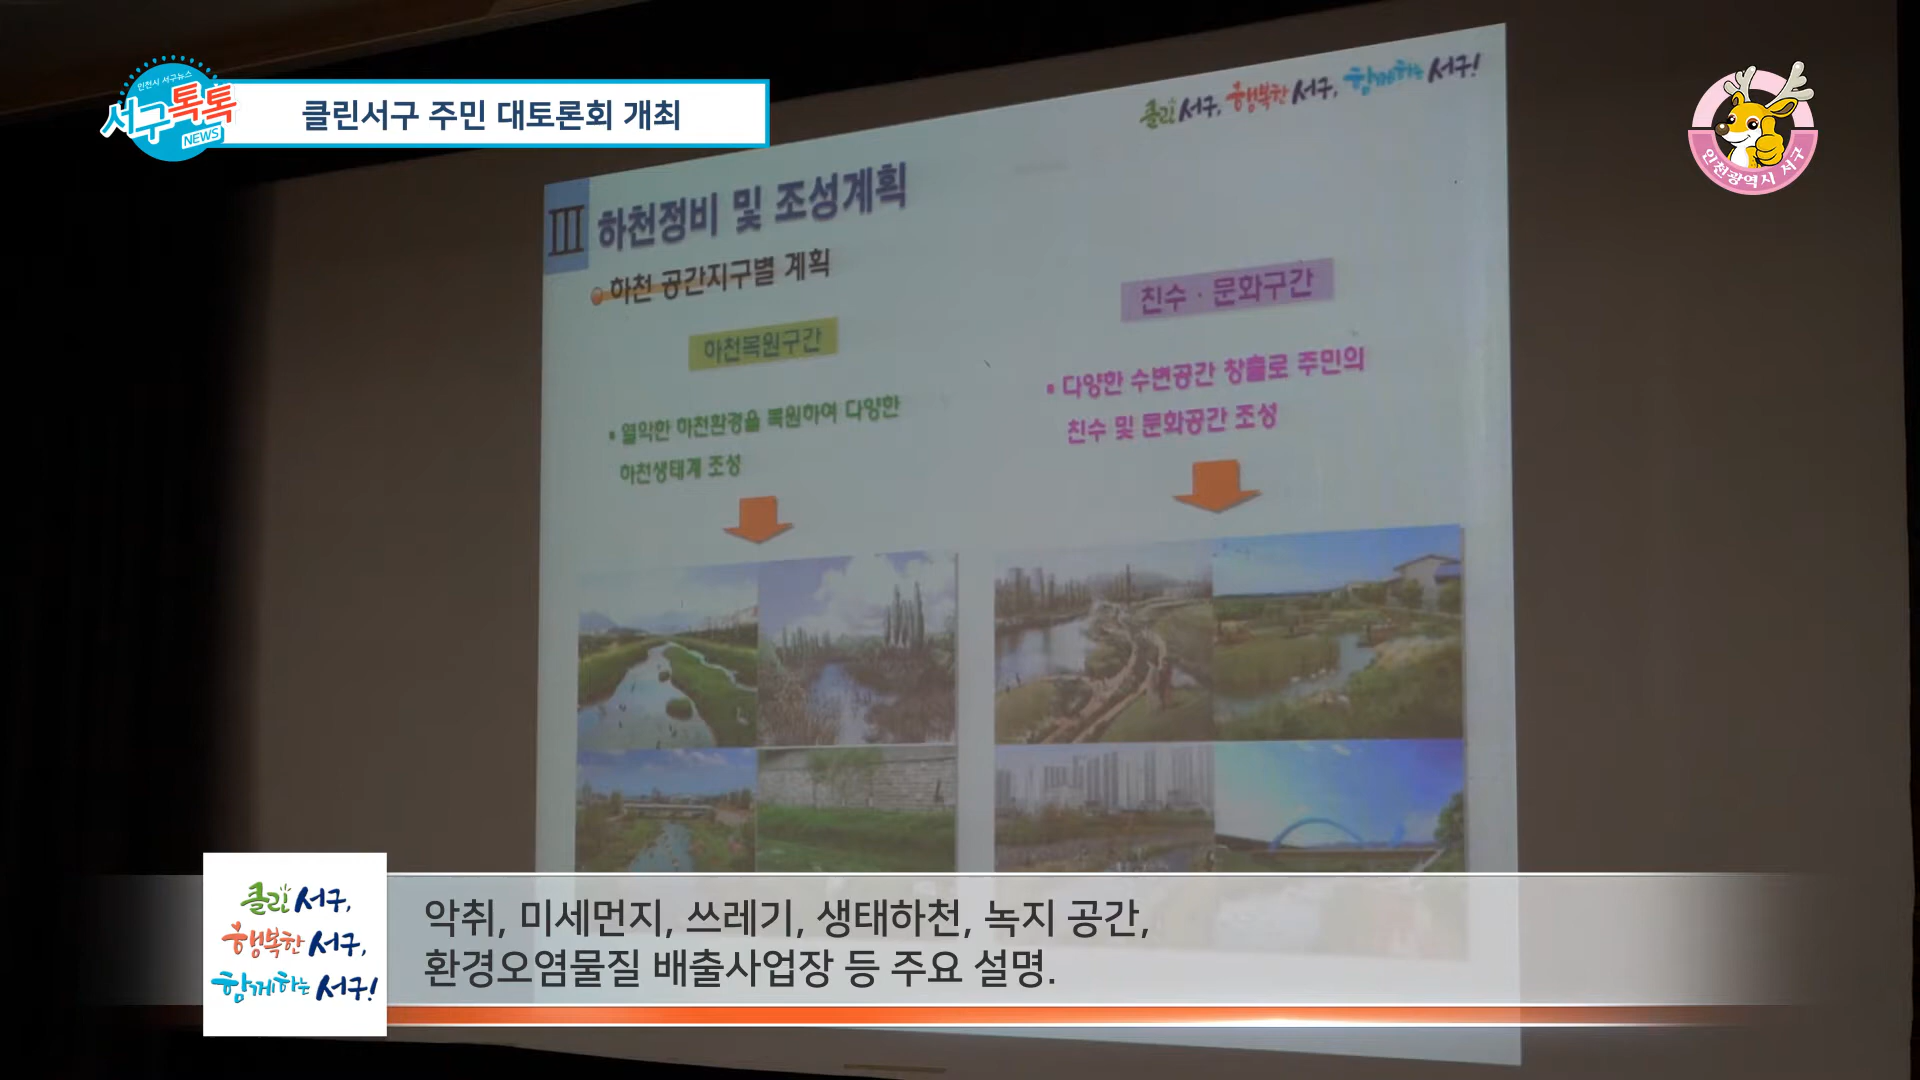 인천시 서구뉴스
서구톡톡
NEWS
클린서구 주민 대토론회 개최
인천광역시 서구
클린 서구, 행복한 서구, 함께하는 서구!
Ⅲ 하천정비 및 조성계획
하천 공간지구별 계획
하천복원구간
• 열악한 하천환경을 복원하여 다양한
하천생태계 조성
친수 · 문화구간
• 다양한 수변공간 창출로 주민의
친수 및 문화공간 조성
클린 서구,
행복한 서구,
함께하는 서구!
악취, 미세먼지, 쓰레기, 생태하천, 녹지 공간,
환경오염물질 배출사업장 등 주요 설명.